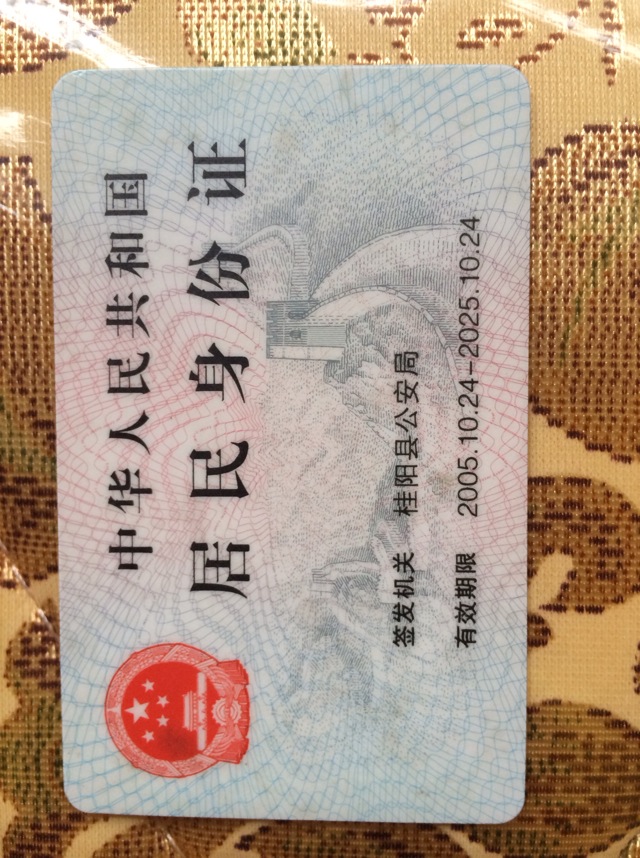 中华人民共和国
居民身份证
签发机关 桂阳县公安局
有效期限 2005.10.24-2025.10.24